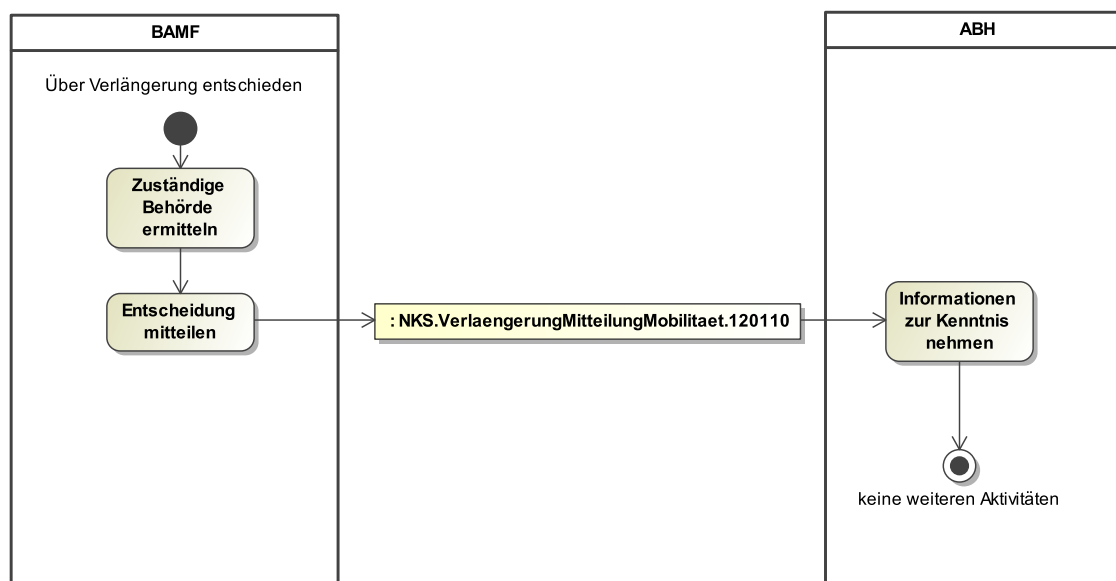 BAMF
ABH
Über Verlängerung entschieden
Zuständige
Behörde
ermitteln
Entscheidung
mitteilen
: NKS.VerlaengerungMitteilungMobilitaet.120110
Informationen
zur Kenntnis
nehmen
keine weiteren Aktivitäten